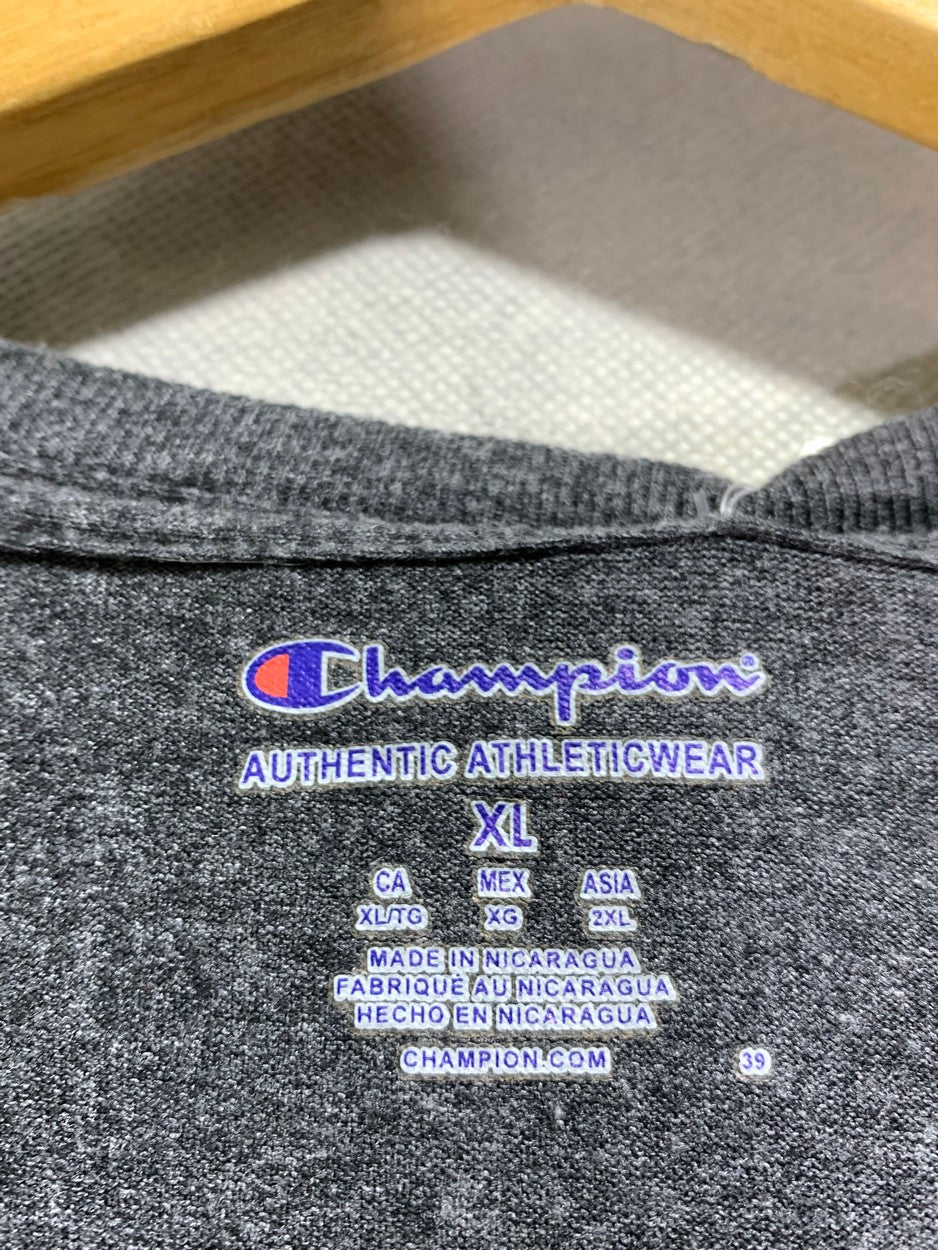 Champion®
AUTHENTIC ATHLETICWEAR
XL
CA MEX ASIA
XL/TG XG 2XL
MADE IN NICARAGUA
FABRIQUÉ AU NICARAGUA
HECHO EN NICARAGUA
CHAMPION.COM 39